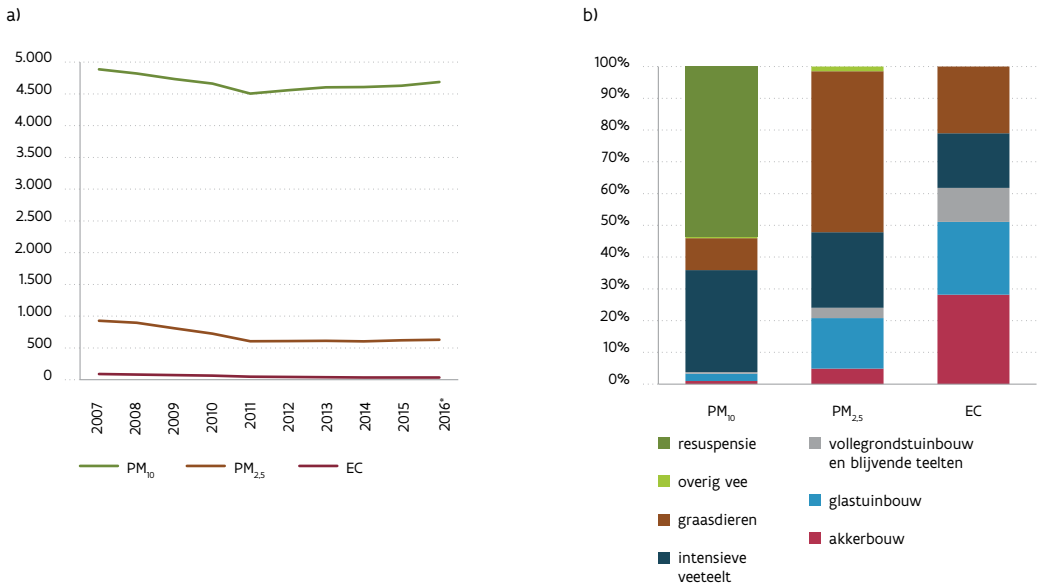 a)
5.000
4.500
4.000
3.500
3.000
2.500
2.000
1.500
1.000
500
0
2007
2008
2009
2010
2011
2012
2013
2014
2015
2016*
PM₁₀
PM₂,₅
EC
b)
100%
90%
80%
70%
60%
50%
40%
30%
20%
10%
0%
PM₁₀
PM₂,₅
EC
resuspensie
overig vee
graasdieren
intensieve
veeteelt
vollegrondstuinbouw
en blijvende teelten
glastuinbouw
akkerbouw